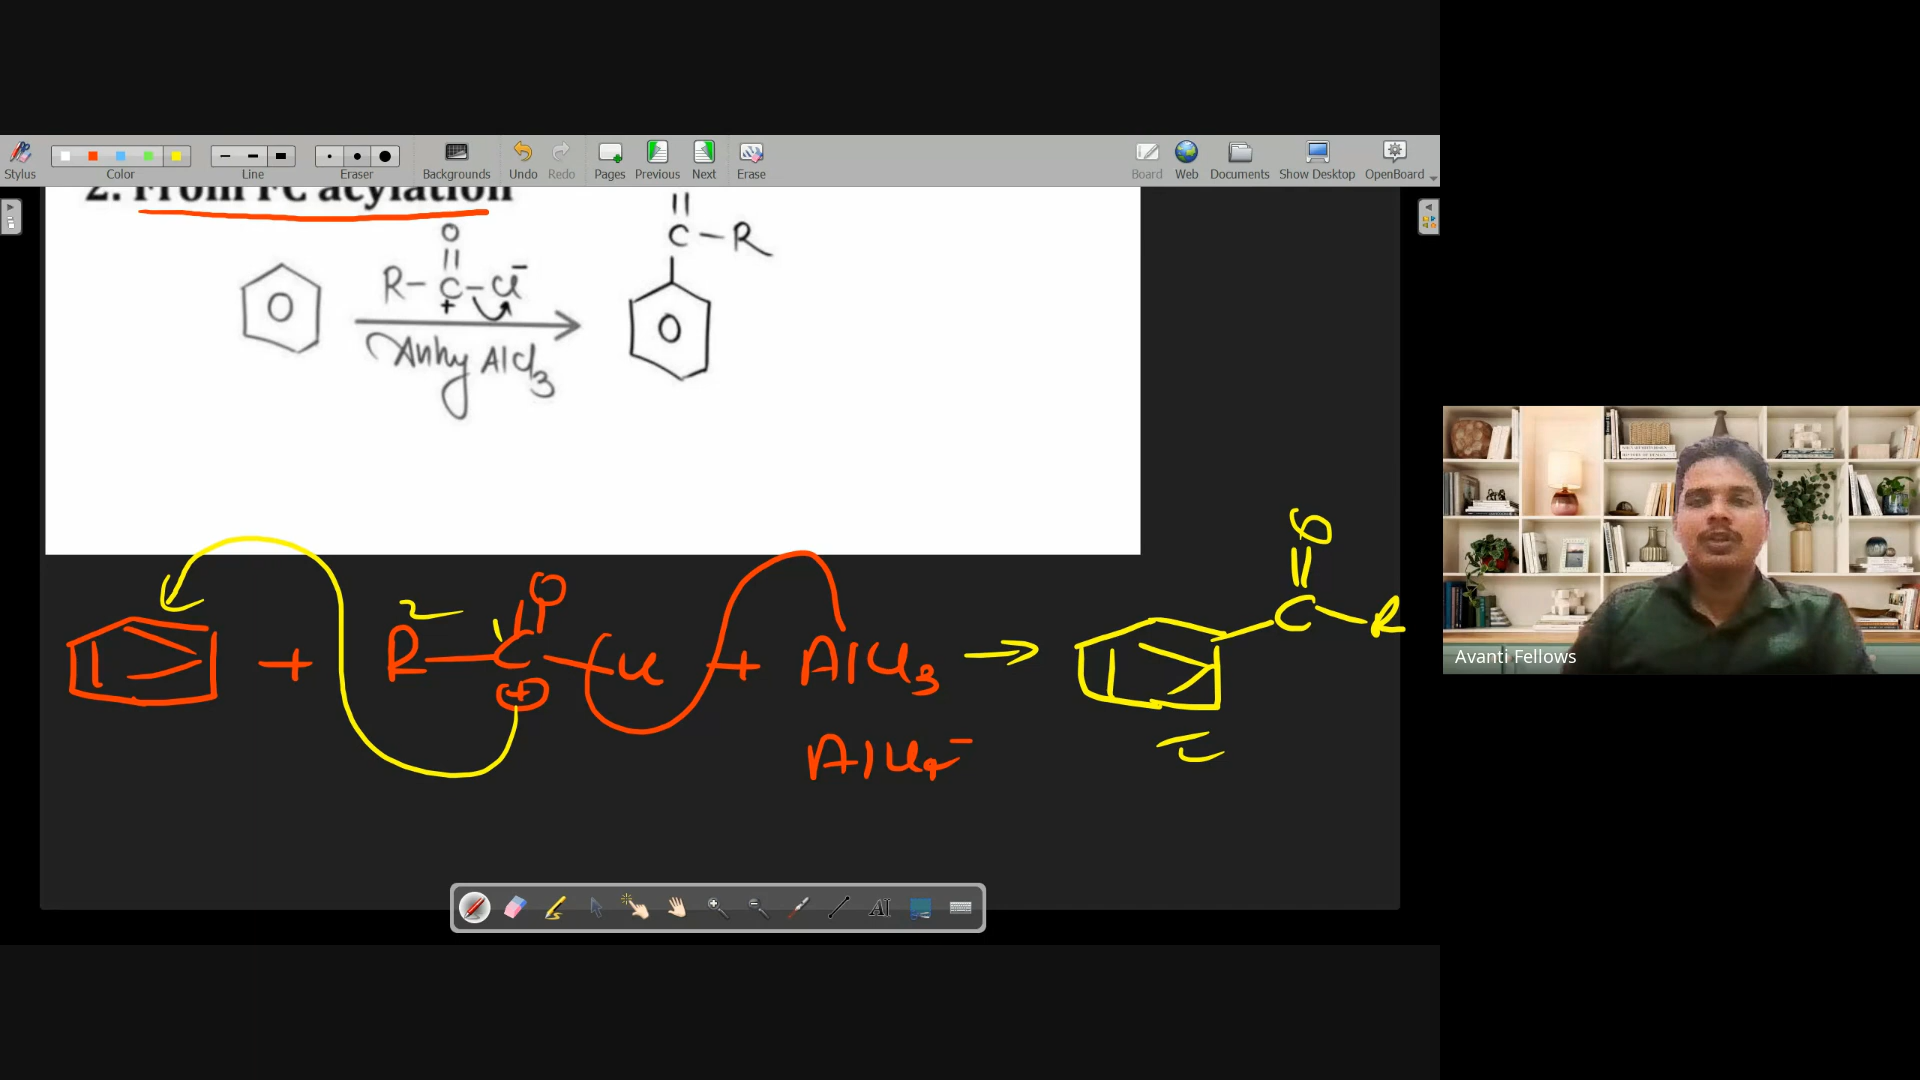 Stylus Color Line Eraser Backgrounds Undo Redo Pages Previous Next Erase Board Web Documents Show Desktop OpenBoard
2. From FC acylation
O
R-C-Cl⁻
+
Anhy AlCl3
C-R
O
O
R-C-Cl + AlCl3 →
+
⊕
AlCl4⁻
O
C-R
Avanti Fellows
AI